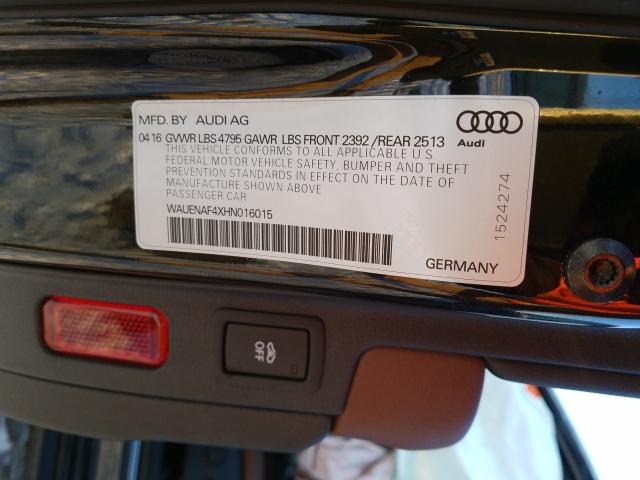 MFD. BY AUDI AG
04 16 GVWR LBS 4795 GAWR LBS FRONT 2392 /REAR 2513
THIS VEHICLE CONFORMS TO ALL APPLICABLE U S
FEDERAL MOTOR VEHICLE SAFETY, BUMPER AND THEFT
PREVENTION STANDARDS IN EFFECT ON THE DATE OF
MANUFACTURE SHOWN ABOVE
PASSENGER CAR
WAUENAF4XHN016015
GERMANY
Audi
1524274
OFF